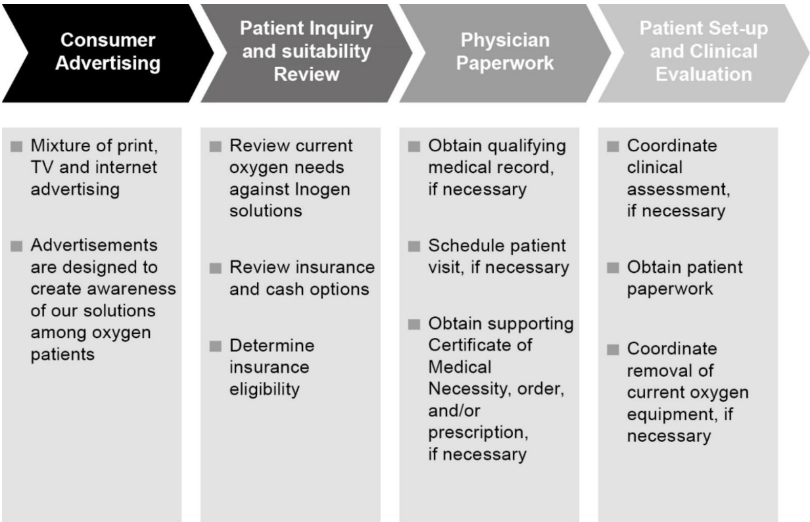 Consumer
Advertising
Patient Inquiry
and suitability
Review
Physician
Paperwork
Patient Set-up
and Clinical
Evaluation
Mixture of print,
TV and internet
advertising
Advertisements
are designed to
create awareness
of our solutions
among oxygen
patients
Review current
oxygen needs
against Inogen
solutions
Review insurance
and cash options
Determine
insurance
eligibility
Obtain qualifying
medical record,
if necessary
Schedule patient
visit, if necessary
Obtain supporting
Certificate of
Medical
Necessity, order,
and/or
prescription,
if necessary
Coordinate
clinical
assessment,
if necessary
Obtain patient
paperwork
Coordinate
removal of
current oxygen
equipment, if
necessary